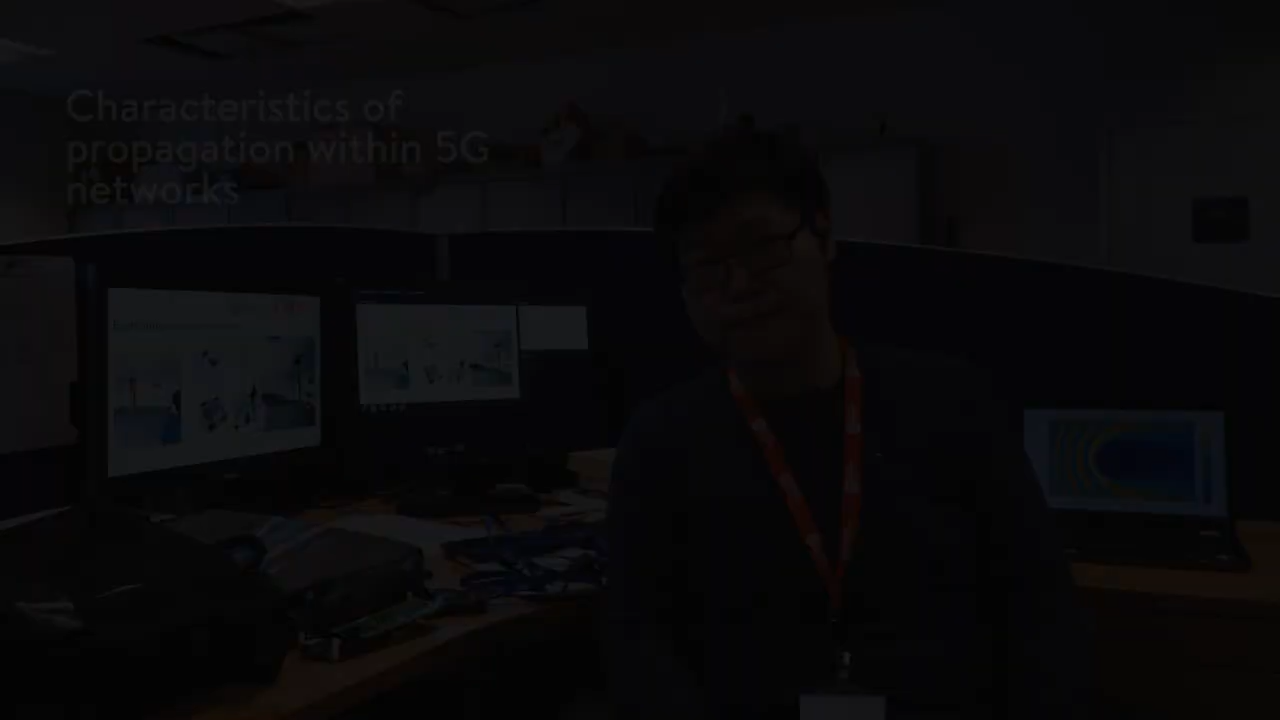 Characteristics of
propagation within 5G
networks